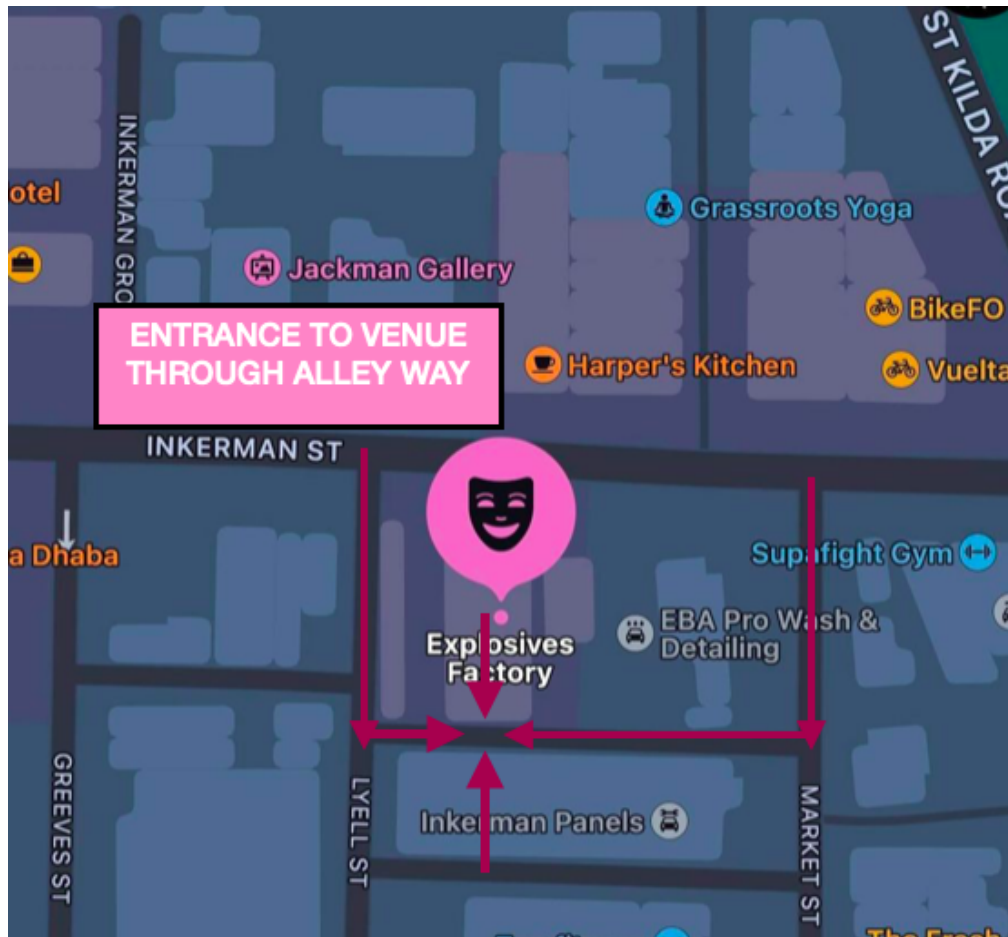 ST KILDA RO
INKERMAN GRO
otel
Grassroots Yoga
Jackman Gallery
BikeFO
ENTRANCE TO VENUE
THROUGH ALLEY WAY
Harper's Kitchen
Vuelta
INKERMAN ST
a Dhaba
Supafight Gym
EBA Pro Wash &
Detailing
Explosives
Factory
GREEVES ST
LYELL ST
MARKET ST
Inkerman Panels